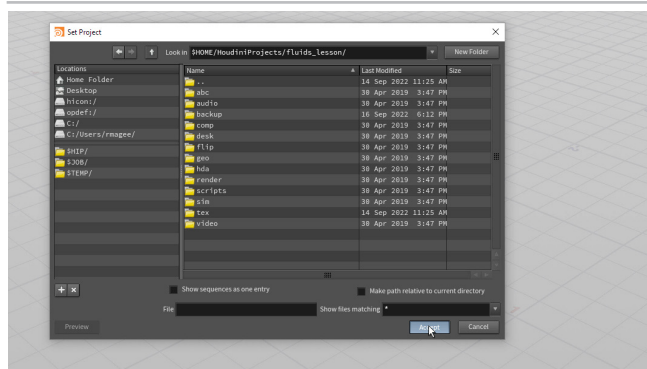 Set Project
Look in $HOME/HoudiniProjects/fluids_lesson/ New Folder
Locations Name Last Modified Size
Home Folder .. 14 Sep 2022 11:25 AM
Desktop abc 30 Apr 2019 3:47 PM
hicon:/ audio 30 Apr 2019 3:47 PM
opdef:/ backup 16 Sep 2022 6:12 PM
C:/ comp 30 Apr 2019 3:47 PM
C:/Users/rmagee/ desk 30 Apr 2019 3:47 PM
flip 30 Apr 2019 3:47 PM
$HIP/ geo 30 Apr 2019 3:47 PM
$JOB/ hda 30 Apr 2019 3:47 PM
$TEMP/ render 30 Apr 2019 3:47 PM
scripts 30 Apr 2019 3:47 PM
sim 30 Apr 2019 3:47 PM
tex 14 Sep 2022 11:25 AM
video 30 Apr 2019 3:47 PM
Show sequences as one entry Make path relative to current directory
File Show files matching *
Preview Accept Cancel